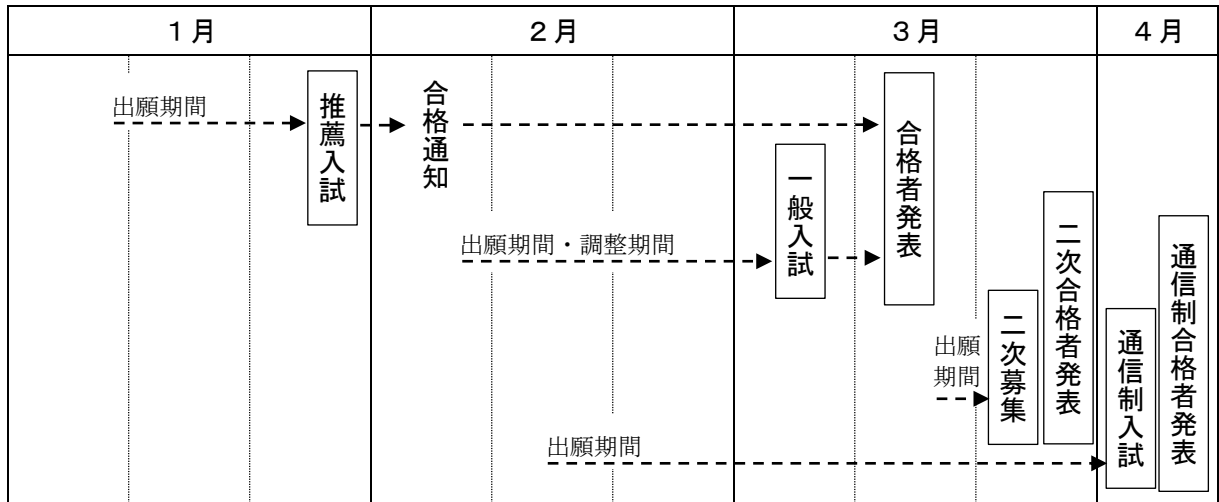 1月
2月
3月
4月
出願期間
推薦入試
合格通知
合格者発表
一般入試
出願期間・調整期間
出願
期間
二次募集
二次合格者発表
出願期間
通信制入試
通信制合格者発表